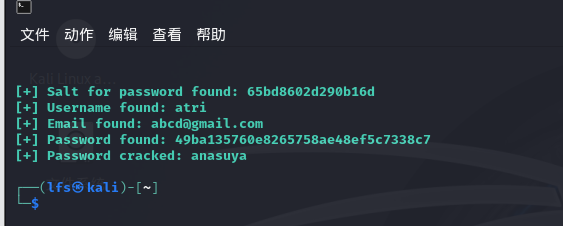 文件 动作 编辑 查看 帮助
[+] Salt for password found: 65bd8602d290b16d
[+] Username found: atri
[+] Email found: abcd@gmail.com
[+] Password found: 49ba135760e8265758ae48ef5c7338c7
[+] Password cracked: anasuya
┌──(lfs㉿kali)-[~]
└─$